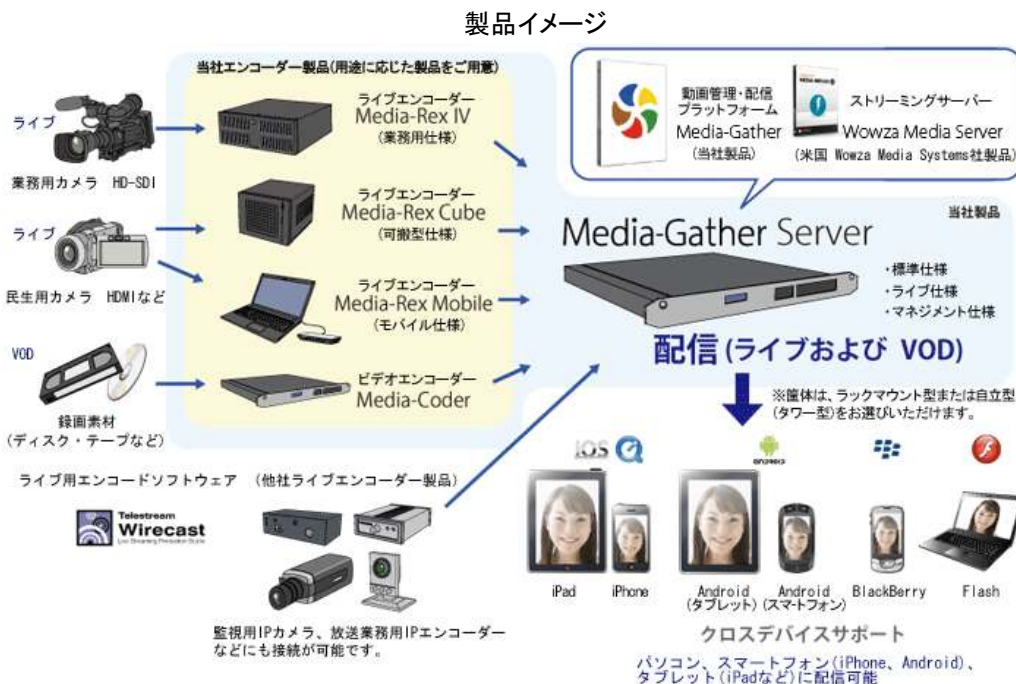 製品イメージ
当社エンコーダー製品(用途に応じた製品をご用意)
ライブ
業務用カメラ HD-SDI
ライブ
民生用カメラ HDMIなど
VOD
録画素材
(ディスク・テープなど)
ライブエンコーダー
Media-Rex IV
(業務用仕様)
ライブエンコーダー
Media-Rex Cube
(可搬型仕様)
ライブエンコーダー
Media-Rex Mobile
(モバイル仕様)
ビデオエンコーダー
Media-Coder
動画管理・配信
プラットフォーム
Media-Gather
(当社製品)
ストリーミングサーバー
Wowza Media Server
(米国 Wowza Media Systems社製品)
当社製品
Media-Gather Server
・標準仕様
・ライブ仕様
・マネジメント仕様
配信(ライブおよび VOD)
※筐体は、ラックマウント型または自立型
(タワー型)をお選びいただけます。
ライブ用エンコードソフトウェア (他社ライブエンコーダー製品)
Telestream
Wirecast
Live Streaming Production Studio
監視用IPカメラ、放送業務用IPエンコーダー
などにも接続が可能です。
iOS
ANDROID
iPad
iPhone
Android
(タブレット)
Android
(スマートフォン)
BlackBerry
Flash
クロスデバイスサポート
パソコン、スマートフォン(iPhone、Android)、
タブレット(iPadなど)に配信可能